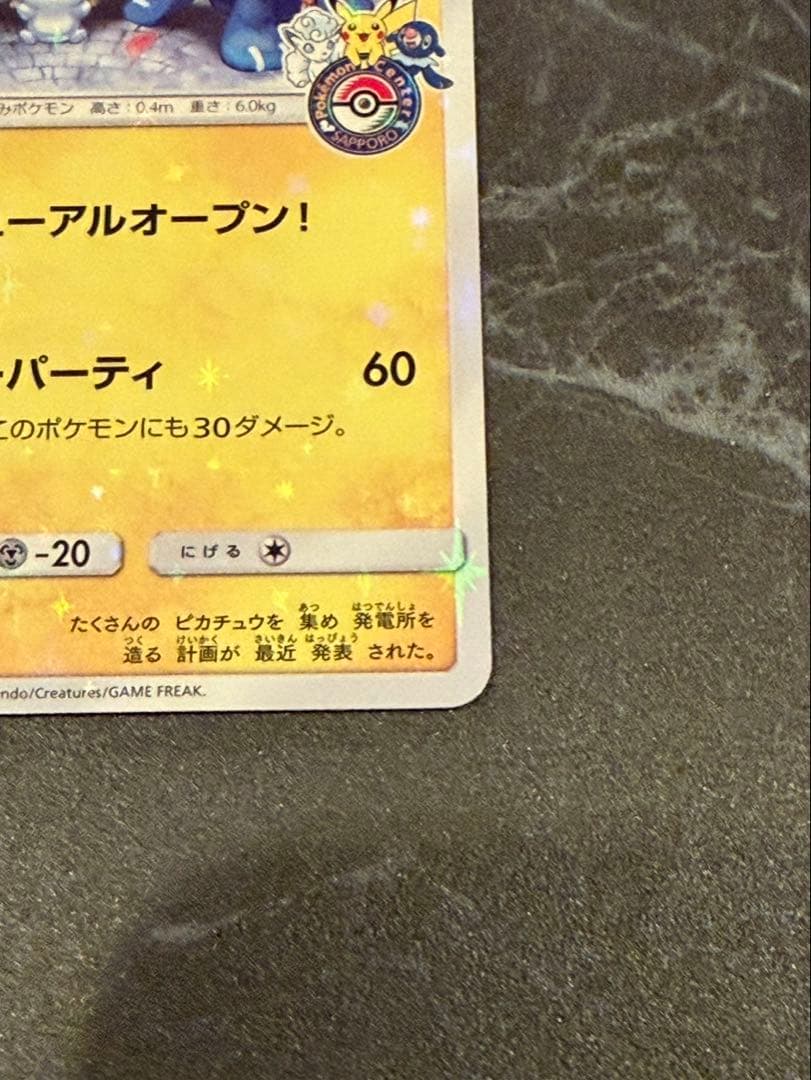 みポケモン 高さ：0.4m 重さ：6.0kg
Pokémon Center
SAPPORO
ューアルオープン！
パーティ 60
このポケモンにも30ダメージ。
-20 にげる
たくさんの ピカチュウを 集め 発電所を
造る 計画が 最近 発表 された。
ndo/Creatures/GAME FREAK.